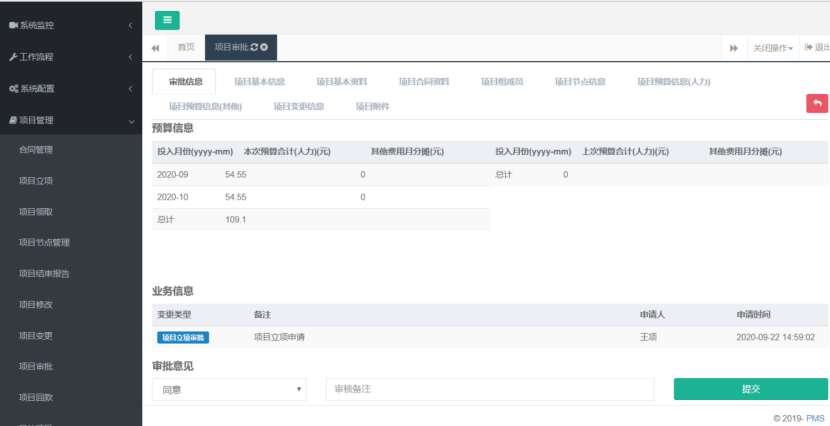 系统监控
工作流程
系统配置
项目管理
合同管理
项目立项
项目领取
项目节点管理
项目结审报告
项目修改
项目变更
项目审批
项目回款
首页 项目审批 关闭操作 退出
审批信息 项目基本信息 项目基本资料 项目合同资料 项目组成员 项目节点信息 项目预算信息(人力)
项目预算信息(其他) 项目变更信息 项目附件
预算信息
投入月份(yyyy-mm) 本次预算合计(人力)(元) 其他费用月分摊(元) 投入月份(yyyy-mm) 上次预算合计(人力)(元) 其他费用月分摊(元)
2020-09 54.55 0 总计 0
2020-10 54.55 0
总计 109.1
业务信息
变更类型 备注 申请人 申请时间
项目立项审批 项目立项申请 王项 2020-09-22 14:59:02
审批意见
同意 审核备注 提交
© 2019- PMS